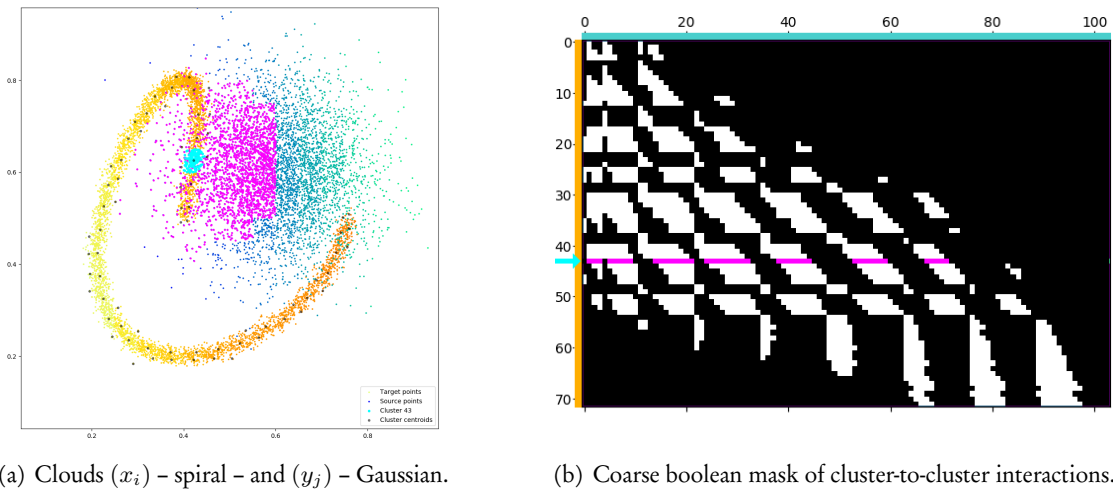 0.8
0.6
0.4
0.2
0.2 0.4 0.6 0.8
Target points
Source points
Cluster 43
Cluster centroids
0 20 40 60 80 100
0
10
20
30
40
50
60
70
(a) Clouds (xᵢ) – spiral – and (yⱼ) – Gaussian.
(b) Coarse boolean mask of cluster-to-cluster interactions.